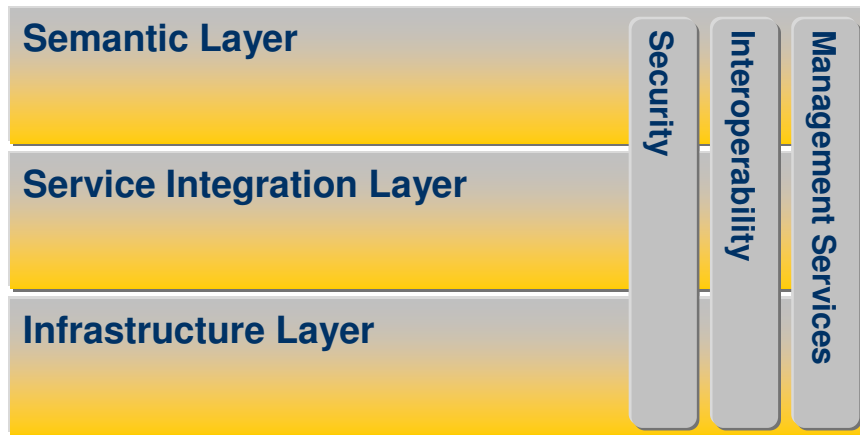 Semantic Layer
Service Integration Layer
Infrastructure Layer
Security
Interoperability
Management Services